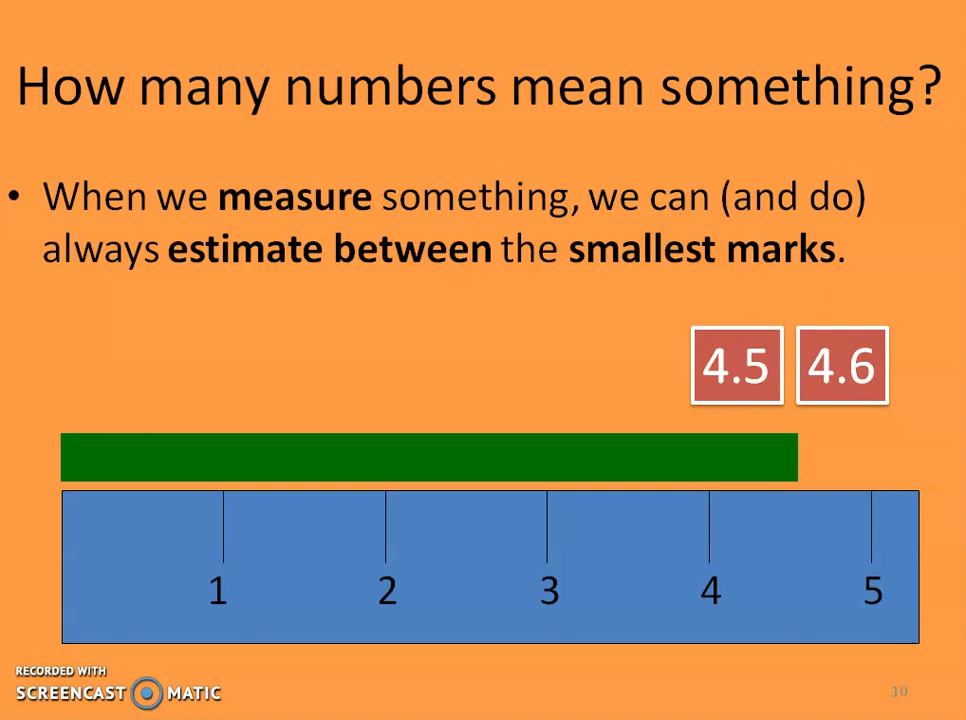 How many numbers mean something?
• When we measure something, we can (and do)
always estimate between the smallest marks.
4.5 4.6
1 2 3 4 5
RECORDED WITH
SCREENCAST MATIC
10